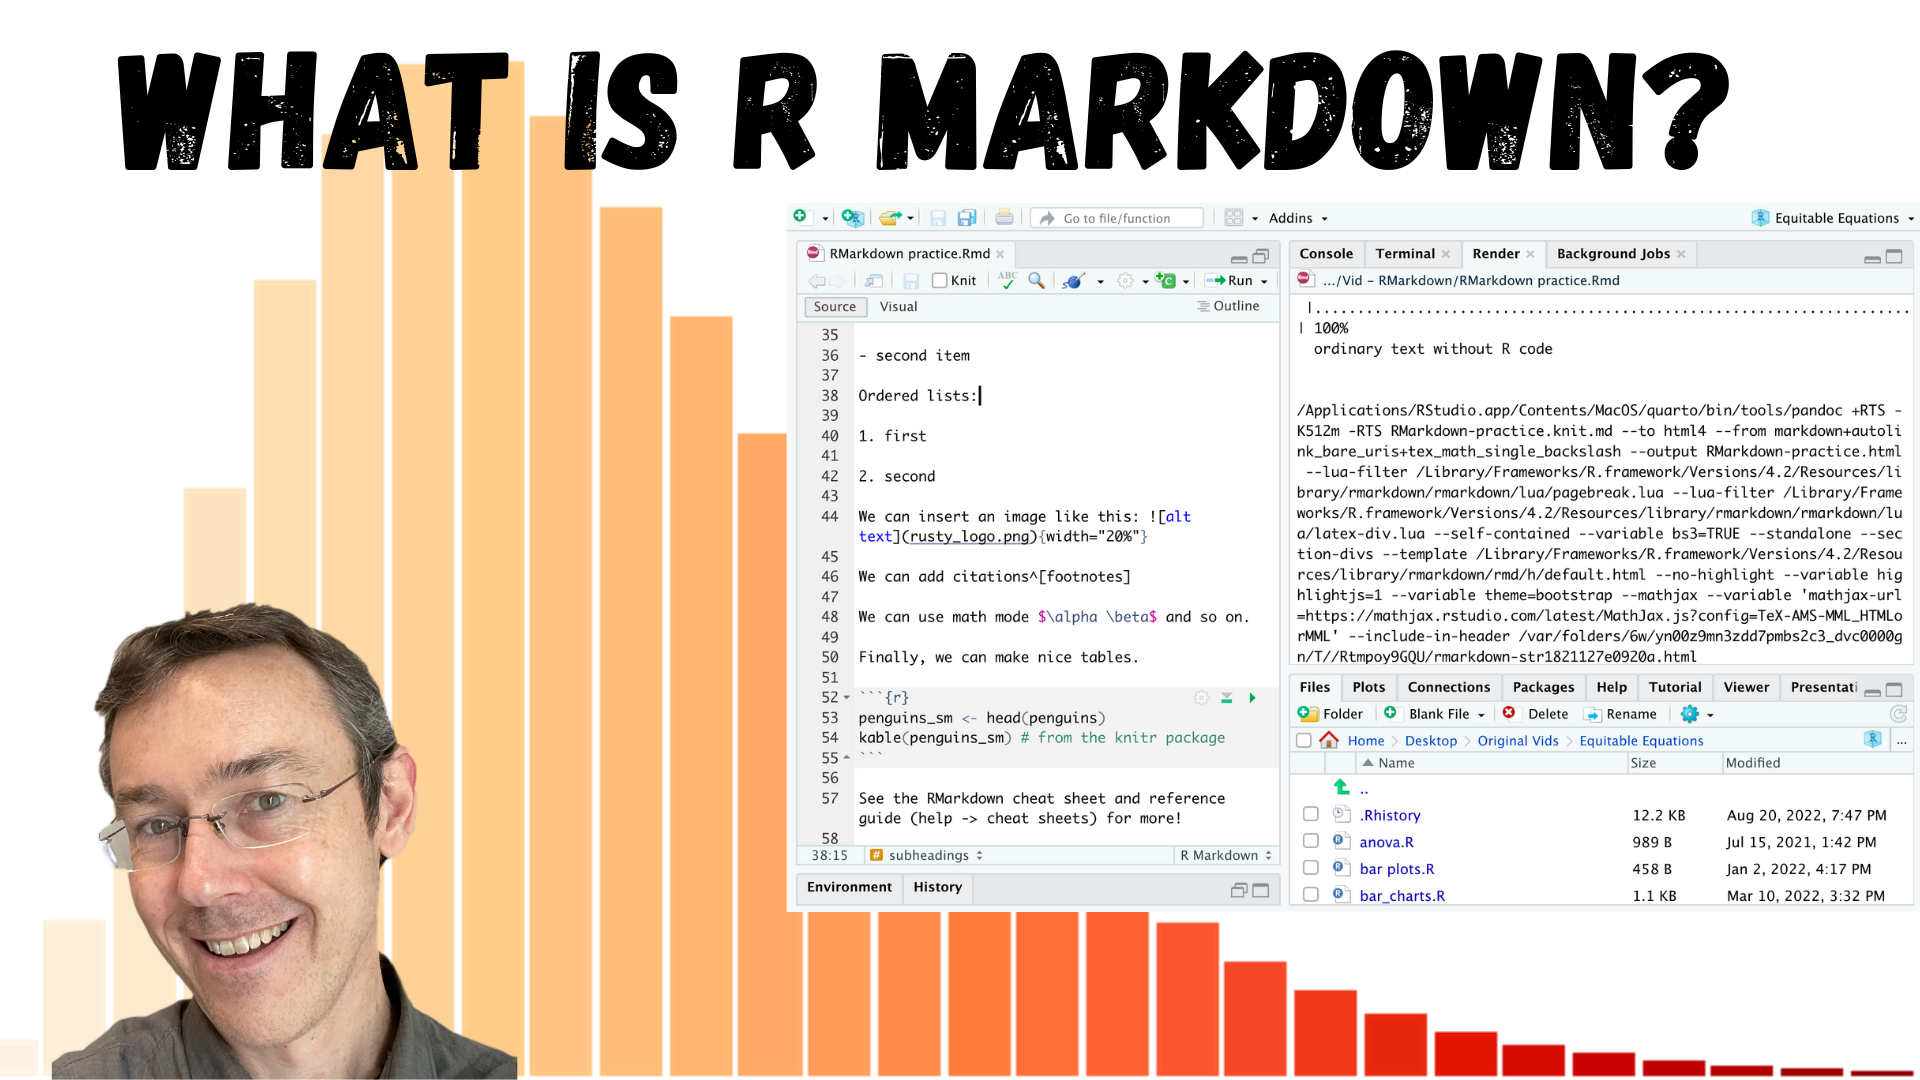 WHAT IS R MARKDOWN?
Go to file/function
Addins
Equitable Equations
RMarkdown practice.Rmd
Knit
ABC
Run
Source
Visual
Outline
35
36 - second item
37
38 Ordered lists:
39
40 1. first
41
42 2. second
43
44 We can insert an image like this: ![alt
text](rusty_logo.png){width="20%"}
45
46 We can add citations^[footnotes]
47
48 We can use math mode $\alpha \beta$ and so on.
49
50 Finally, we can make nice tables.
51
52 ```{r}
53 penguins_sm <- head(penguins)
54 kable(penguins_sm) # from the knitr package
55 ```
56
57 See the RMarkdown cheat sheet and reference
guide (help -> cheat sheets) for more!
58
38:15
# subheadings
R Markdown
Environment
History
Console
Terminal
Render
Background Jobs
.../Vid – RMarkdown/RMarkdown practice.Rmd
|......................................................................
| 100%
ordinary text without R code
/Applications/RStudio.app/Contents/MacOS/quarto/bin/tools/pandoc +RTS -
K512m -RTS RMarkdown-practice.knit.md --to html4 --from markdown+autoli
nk_bare_uris+tex_math_single_backslash --output RMarkdown-practice.html
--lua-filter /Library/Frameworks/R.framework/Versions/4.2/Resources/li
brary/rmarkdown/rmarkdown/lua/pagebreak.lua --lua-filter /Library/Frame
works/R.framework/Versions/4.2/Resources/library/rmarkdown/rmarkdown/lu
a/latex-div.lua --self-contained --variable bs3=TRUE --standalone --sec
tion-divs --template /Library/Frameworks/R.framework/Versions/4.2/Resou
rces/library/rmarkdown/rmd/h/default.html --no-highlight --variable hig
hlightjs=1 --variable theme=bootstrap --mathjax --variable 'mathjax-url
=https://mathjax.rstudio.com/latest/MathJax.js?config=TeX-AMS-MML_HTMLo
rMML' --include-in-header /var/folders/6w/yn00z9mn3zdd7pmbs2c3_dvc0000g
n/T//Rtmpoy9GQU/rmarkdown-str1821127e0920a.html
Files
Plots
Connections
Packages
Help
Tutorial
Viewer
Presentati
Folder
Blank File
Delete
Rename
Home > Desktop > Original Vids > Equitable Equations
...
Name
Size
Modified
..
.Rhistory 12.2 KB Aug 20, 2022, 7:47 PM
anova.R 989 B Jul 15, 2021, 1:42 PM
bar plots.R 458 B Jan 2, 2022, 4:17 PM
bar_charts.R 1.1 KB Mar 10, 2022, 3:32 PM